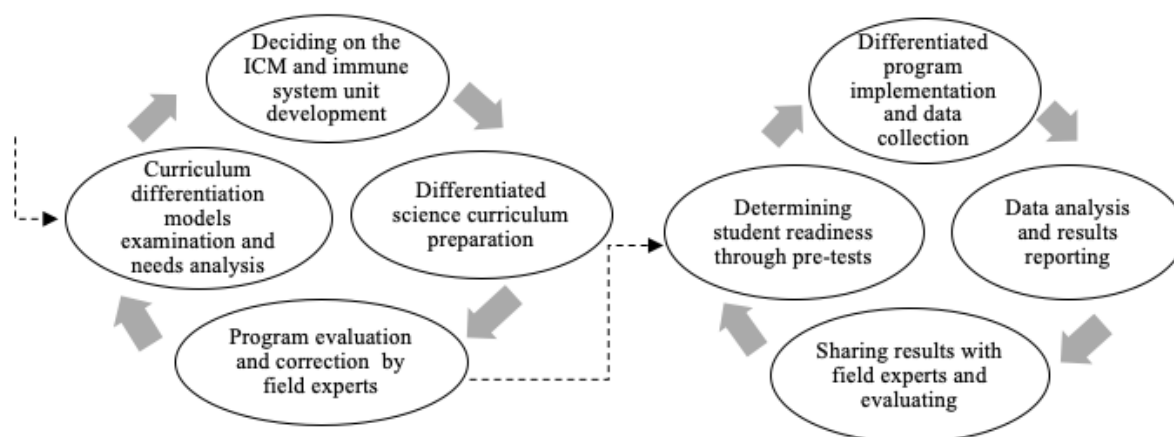 Deciding on the
ICM and immune
system unit
development
Curriculum
differentiation
models
examination and
needs analysis
Differentiated
science curriculum
preparation
Program evaluation
and correction by
field experts
Differentiated
program
implementation
and data
collection
Determining
student readiness
through pre-tests
Data analysis
and results
reporting
Sharing results with
field experts and
evaluating